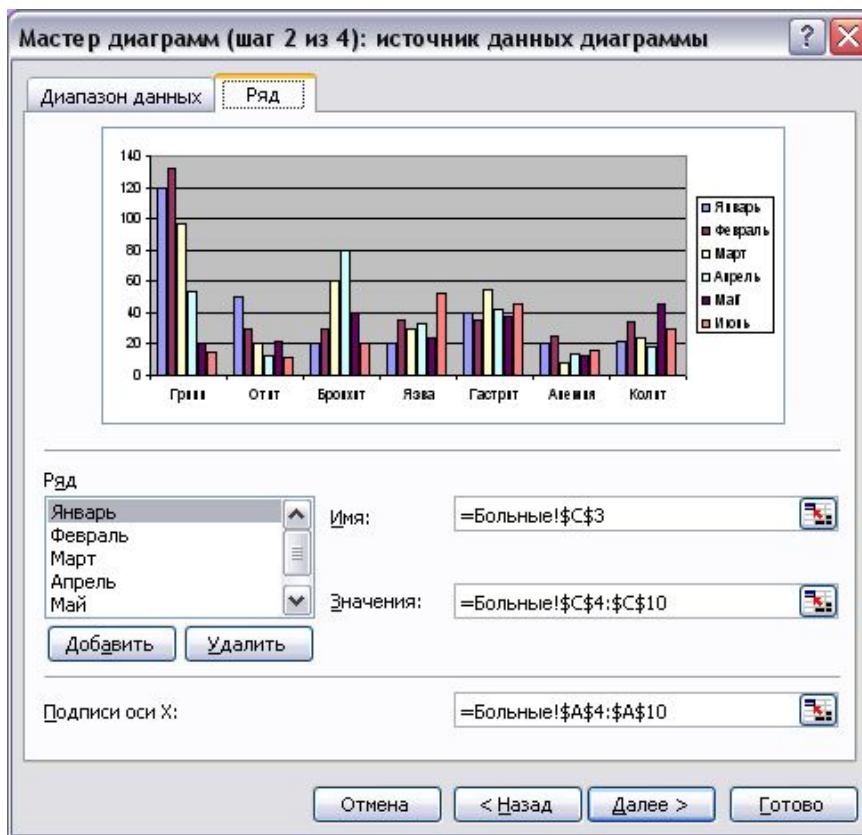 Мастер диаграмм (шаг 2 из 4): источник данных диаграммы
Диапазон данных Ряд
140
120
100
80
60
40
20
0
Грипп Отит Бронхит Язва Гастрит Анемия Колит
Январь
Февраль
Март
Апрель
Май
Июнь
Ряд
Январь
Февраль
Март
Апрель
Май
Имя: =Больные!$C$3
Значения: =Больные!$C$4:$C$10
Добавить Удалить
Подписи оси X: =Больные!$A$4:$A$10
Отмена < Назад Далее > Готово